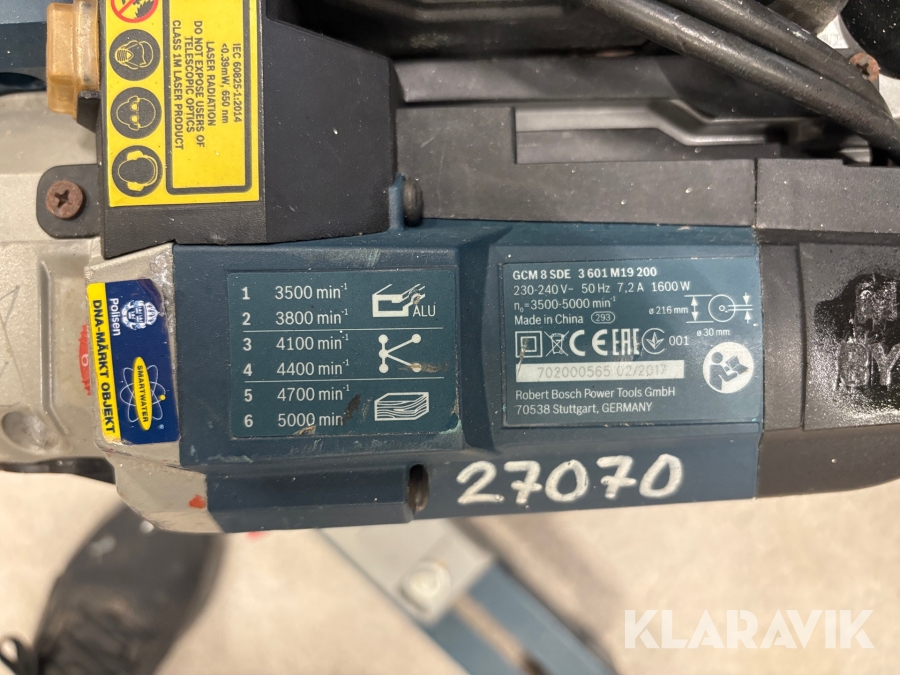 IEC 60825-1:2014
<0.39mW, 650 nm
LASER RADIATION
DO NOT EXPOSE USERS OF
TELESCOPIC OPTICS
CLASS 1M LASER PRODUCT
Polisen
DNA-MÄRKT OBJEKT
SMARTWATER
1 3500 min⁻¹
2 3800 min⁻¹
3 4100 min⁻¹
4 4400 min⁻¹
5 4700 min⁻¹
6 5000 min⁻¹
ALU
GCM 8 SDE 3 601 M19 200
230-240 V~ 50 Hz 7,2 A 1600 W
n₀=3500-5000 min⁻¹
Made in China 293
ø 216 mm
ø 30 mm
CE EAC 001
702000565 02/2017
Robert Bosch Power Tools GmbH
70538 Stuttgart, GERMANY
27070
KLARAVIK